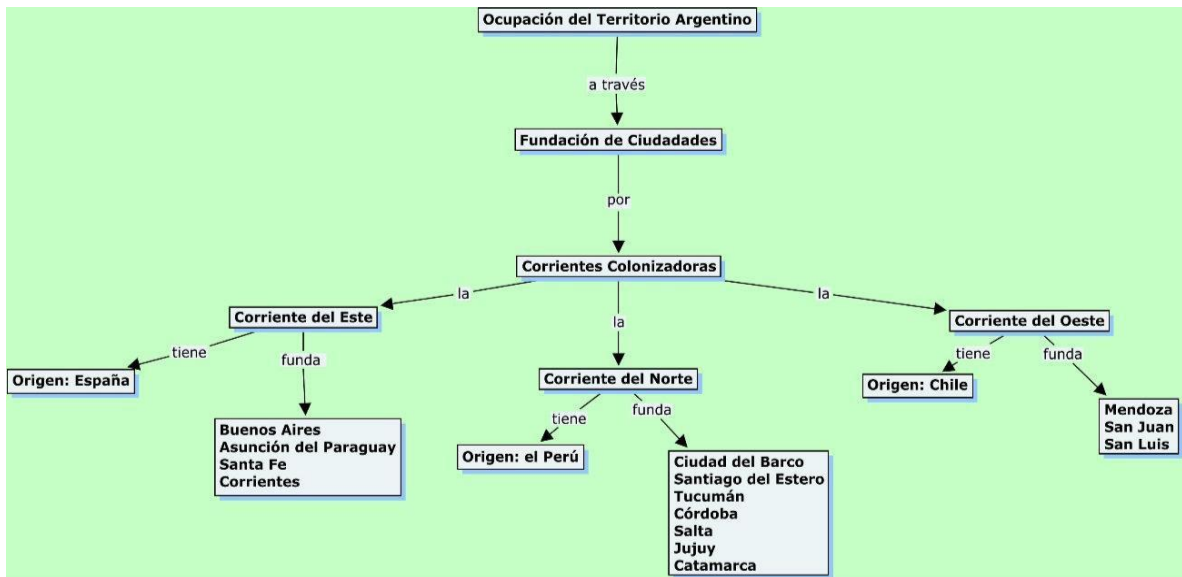 Ocupación del Territorio Argentino
a través
Fundación de Ciudadades
por
Corrientes Colonizadoras
la
la
la
Corriente del Este
tiene
funda
Origen: España
Buenos Aires
Asunción del Paraguay
Santa Fe
Corrientes
Corriente del Norte
tiene
funda
Origen: el Perú
Ciudad del Barco
Santiago del Estero
Tucumán
Córdoba
Salta
Jujuy
Catamarca
Corriente del Oeste
tiene
funda
Origen: Chile
Mendoza
San Juan
San Luis